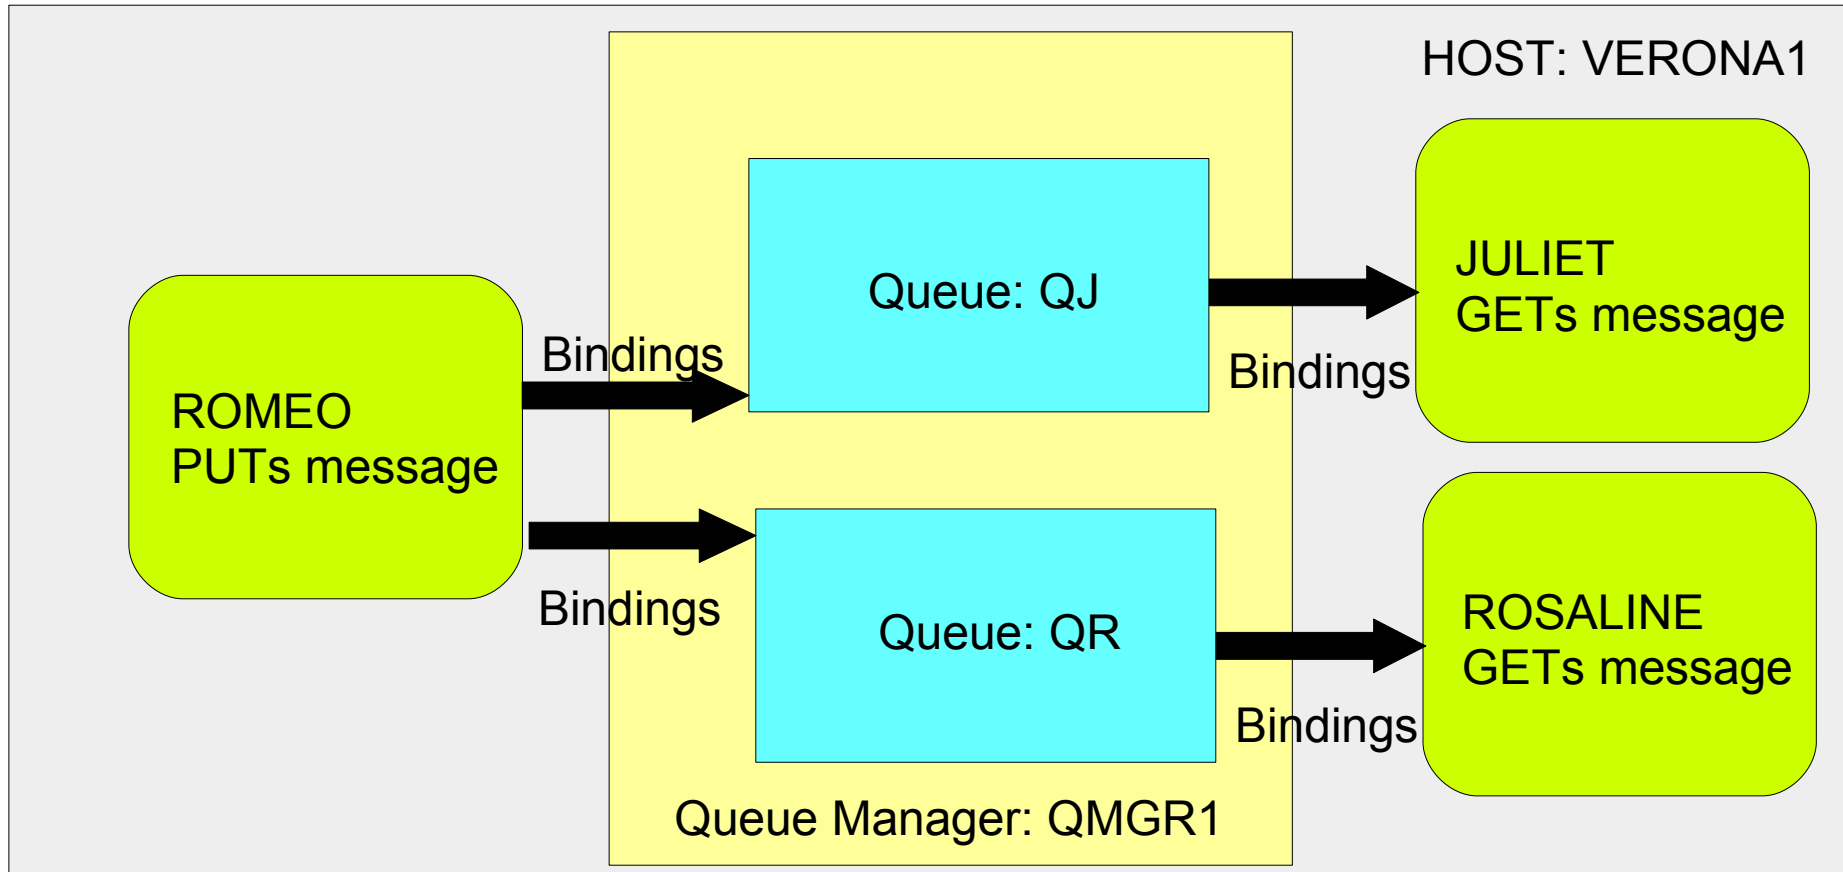 HOST: VERONA1
ROMEO
PUTs message
Bindings
Bindings
Queue: QJ
Queue: QR
Queue Manager: QMGR1
Bindings
JULIET
GETs message
Bindings
ROSALINE
GETs message